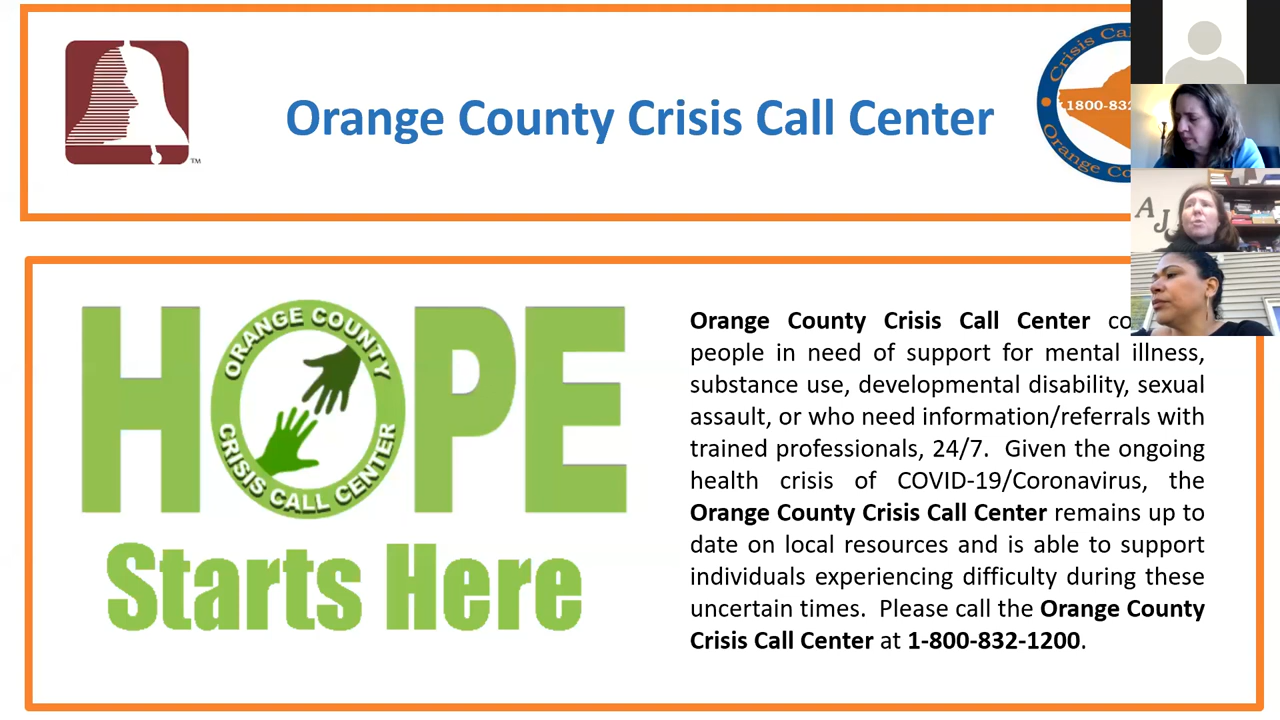 Orange County Crisis Call Center
Crisis
1800-832
Orange
TM
A
J
HOPE
ORANGE COUNTY
CRISIS CALL CENTER
Starts Here
Orange County Crisis Call Center
people in need of support for mental illness,
substance use, developmental disability, sexual
assault, or who need information/referrals with
trained professionals, 24/7. Given the ongoing
health crisis of COVID-19/Coronavirus, the
Orange County Crisis Call Center remains up to
date on local resources and is able to support
individuals experiencing difficulty during these
uncertain times. Please call the Orange County
Crisis Call Center at 1-800-832-1200.